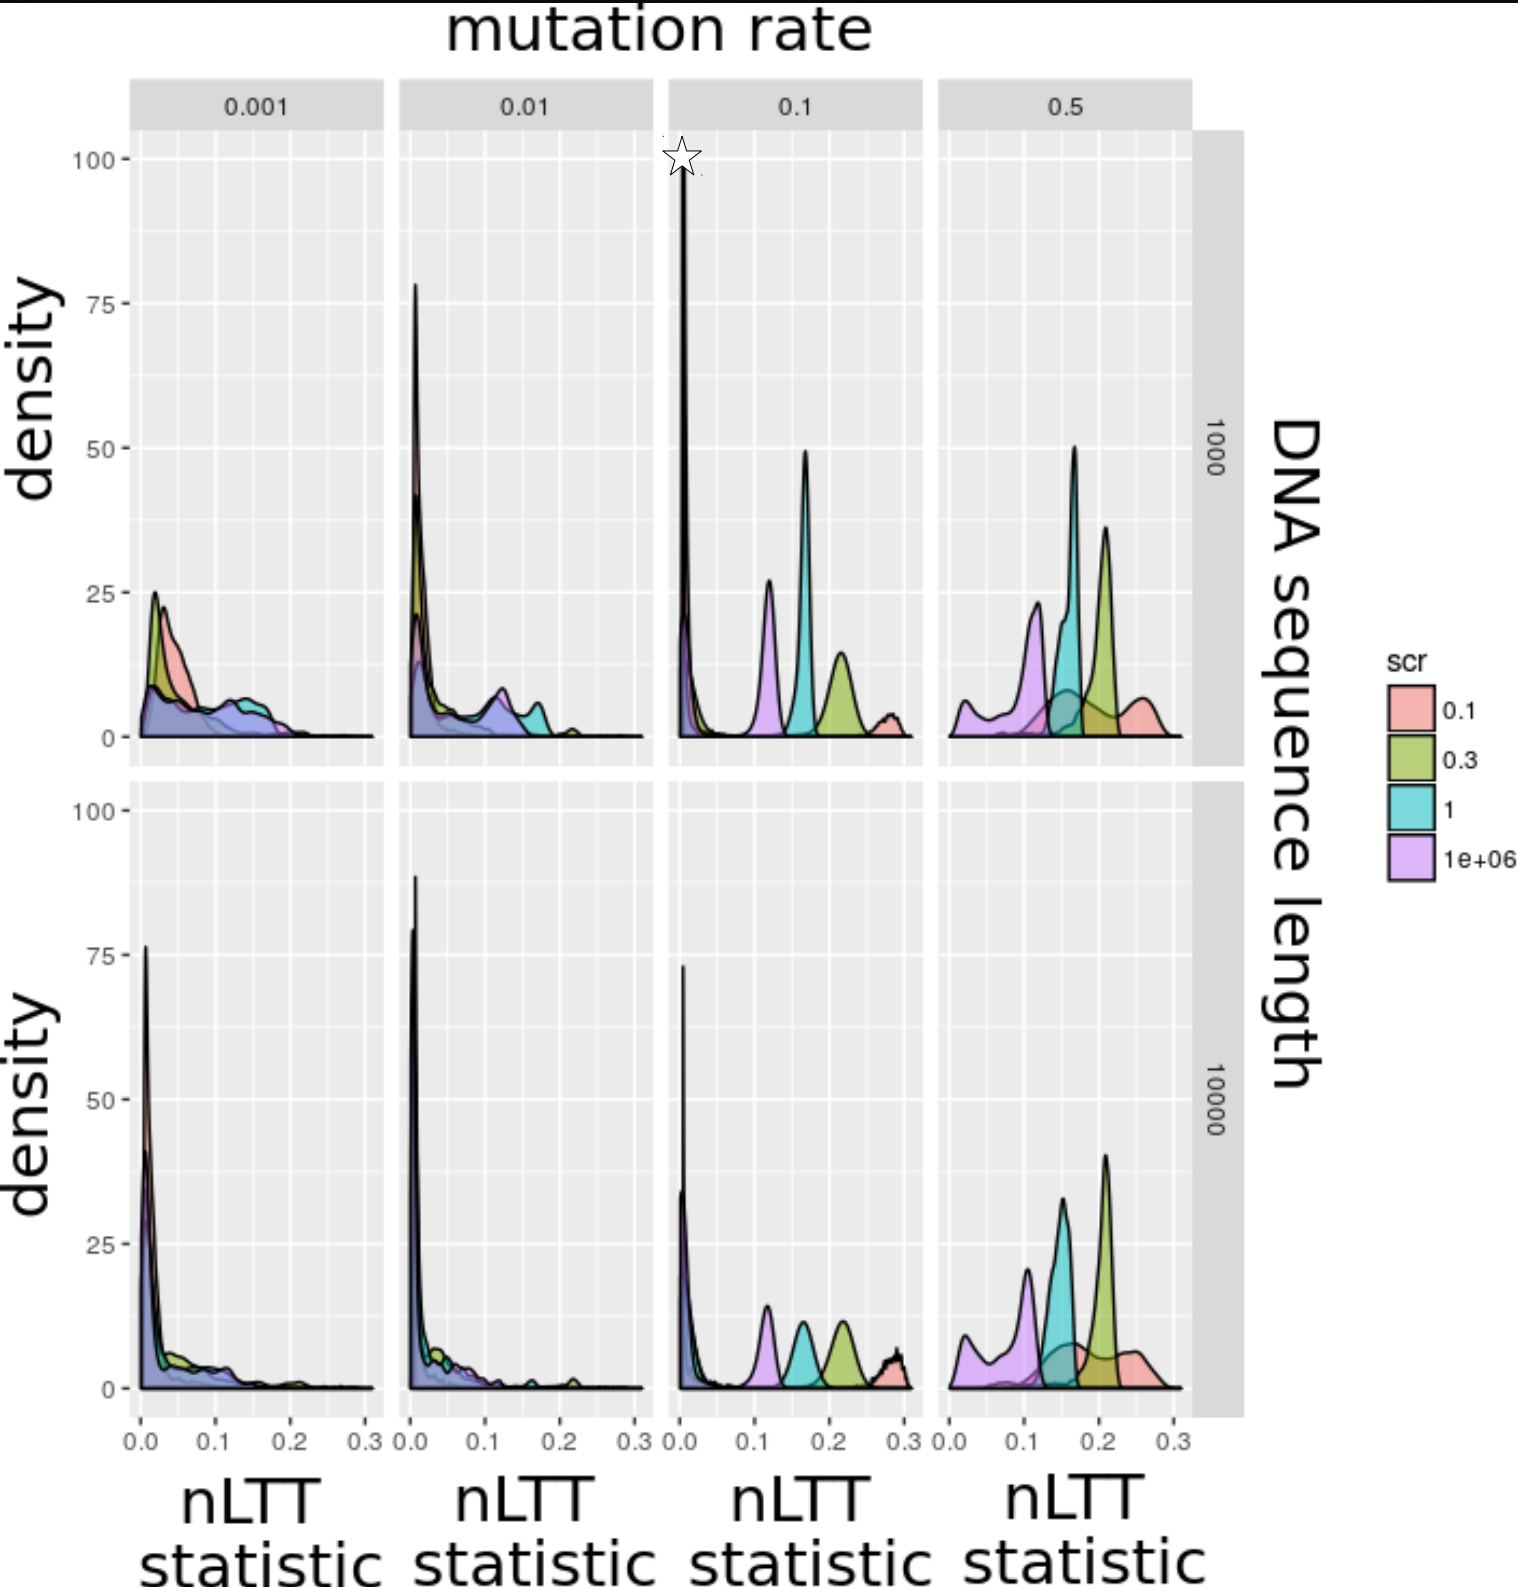 mutation rate
0.001 0.01 0.1 0.5
density
100
75
50
25
0
1000
density
100
75
50
25
0
10000
DNA sequence length
scr
0.1
0.3
1
1e+06
0.0 0.1 0.2 0.3 0.0 0.1 0.2 0.3 0.0 0.1 0.2 0.3 0.0 0.1 0.2 0.3
nLTT nLTT nLTT nLTT
statistic statistic statistic statistic